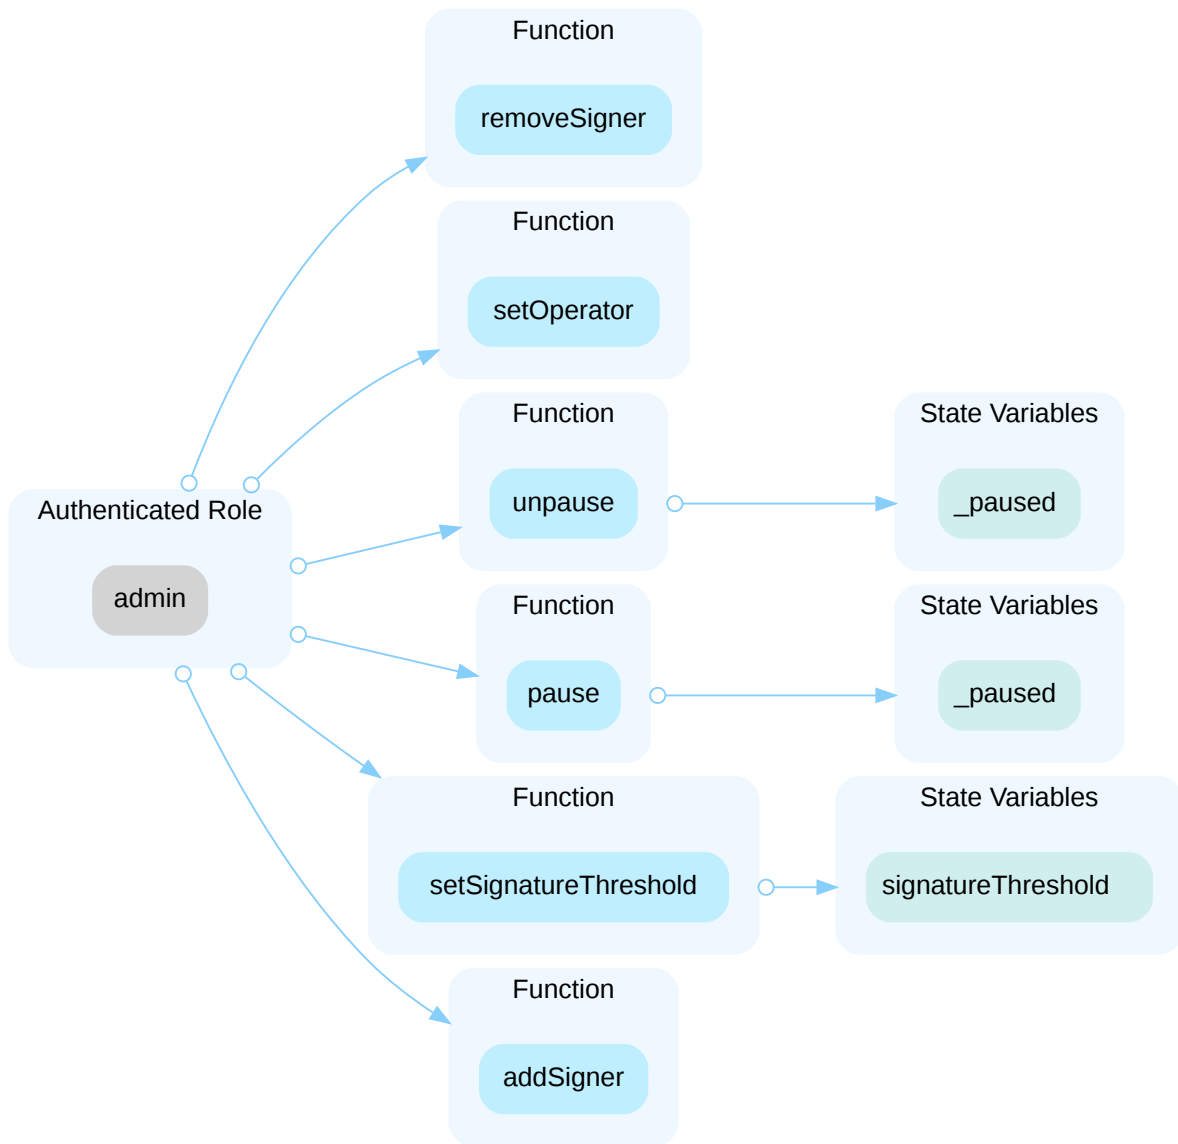 Function
removeSigner
Function
setOperator
Function
unpause
State Variables
_paused
Authenticated Role
admin
Function
pause
State Variables
_paused
Function
setSignatureThreshold
State Variables
signatureThreshold
Function
addSigner